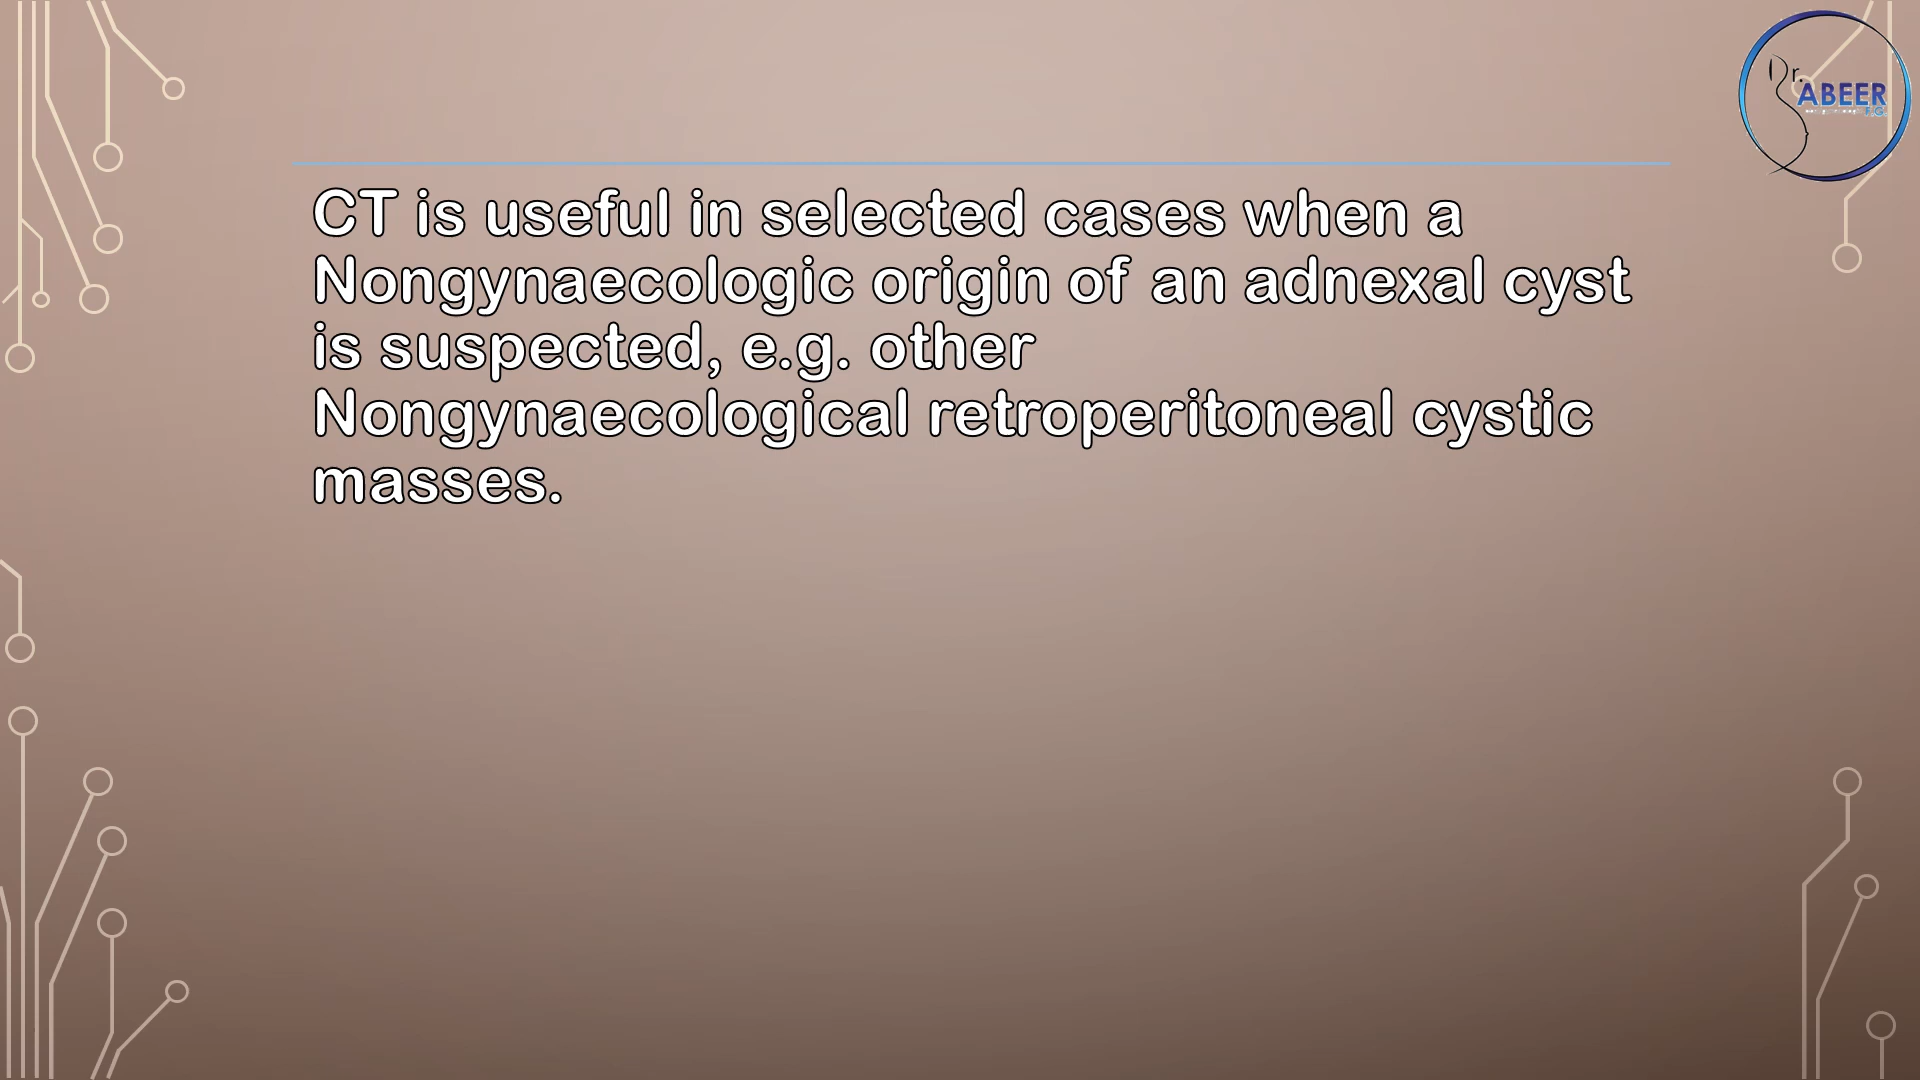 Dr.
ABEER
F.G.
CT is useful in selected cases when a
Nongynaecologic origin of an adnexal cyst
is suspected, e.g. other
Nongynaecological retroperitoneal cystic
masses.